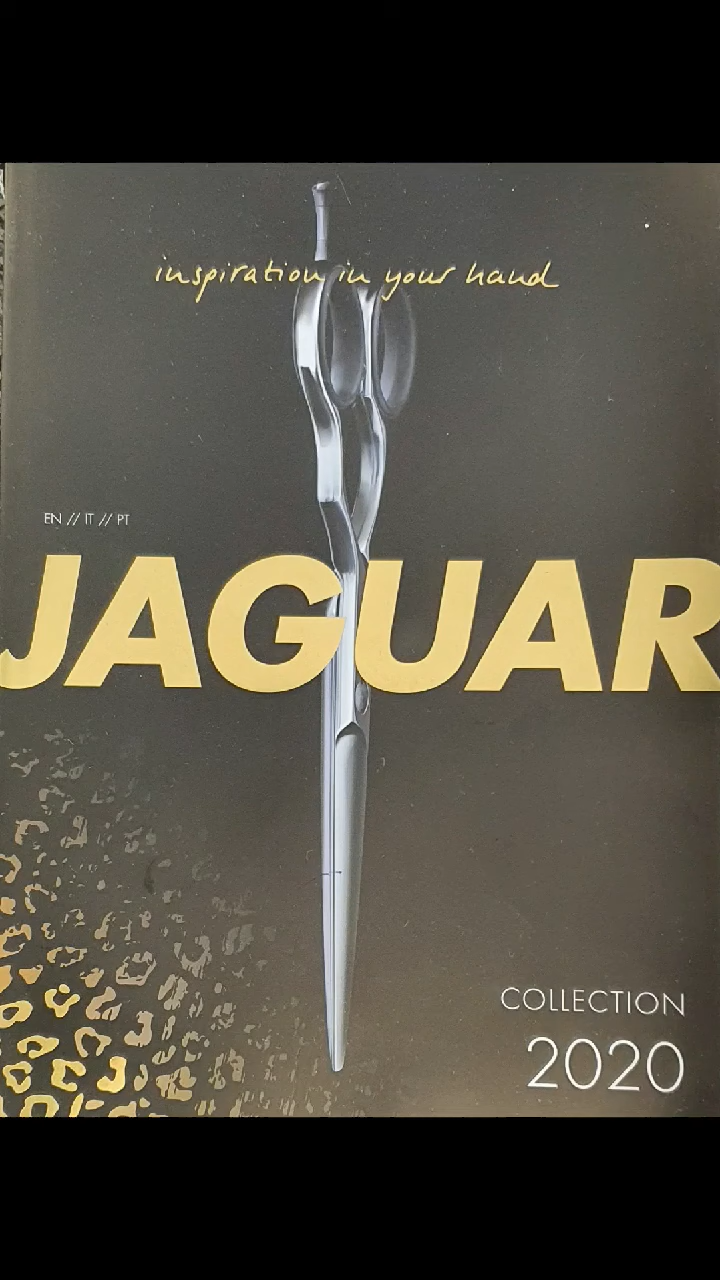 inspiration in your hand
EN // IT // PT
JAGUAR
COLLECTION
2020